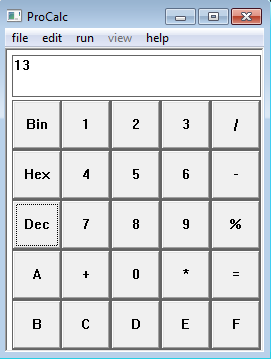 ProCalc
file edit run view help
13
Bin 1 2 3 /
Hex 4 5 6 -
Dec 7 8 9 %
A + 0 * =
B C D E F